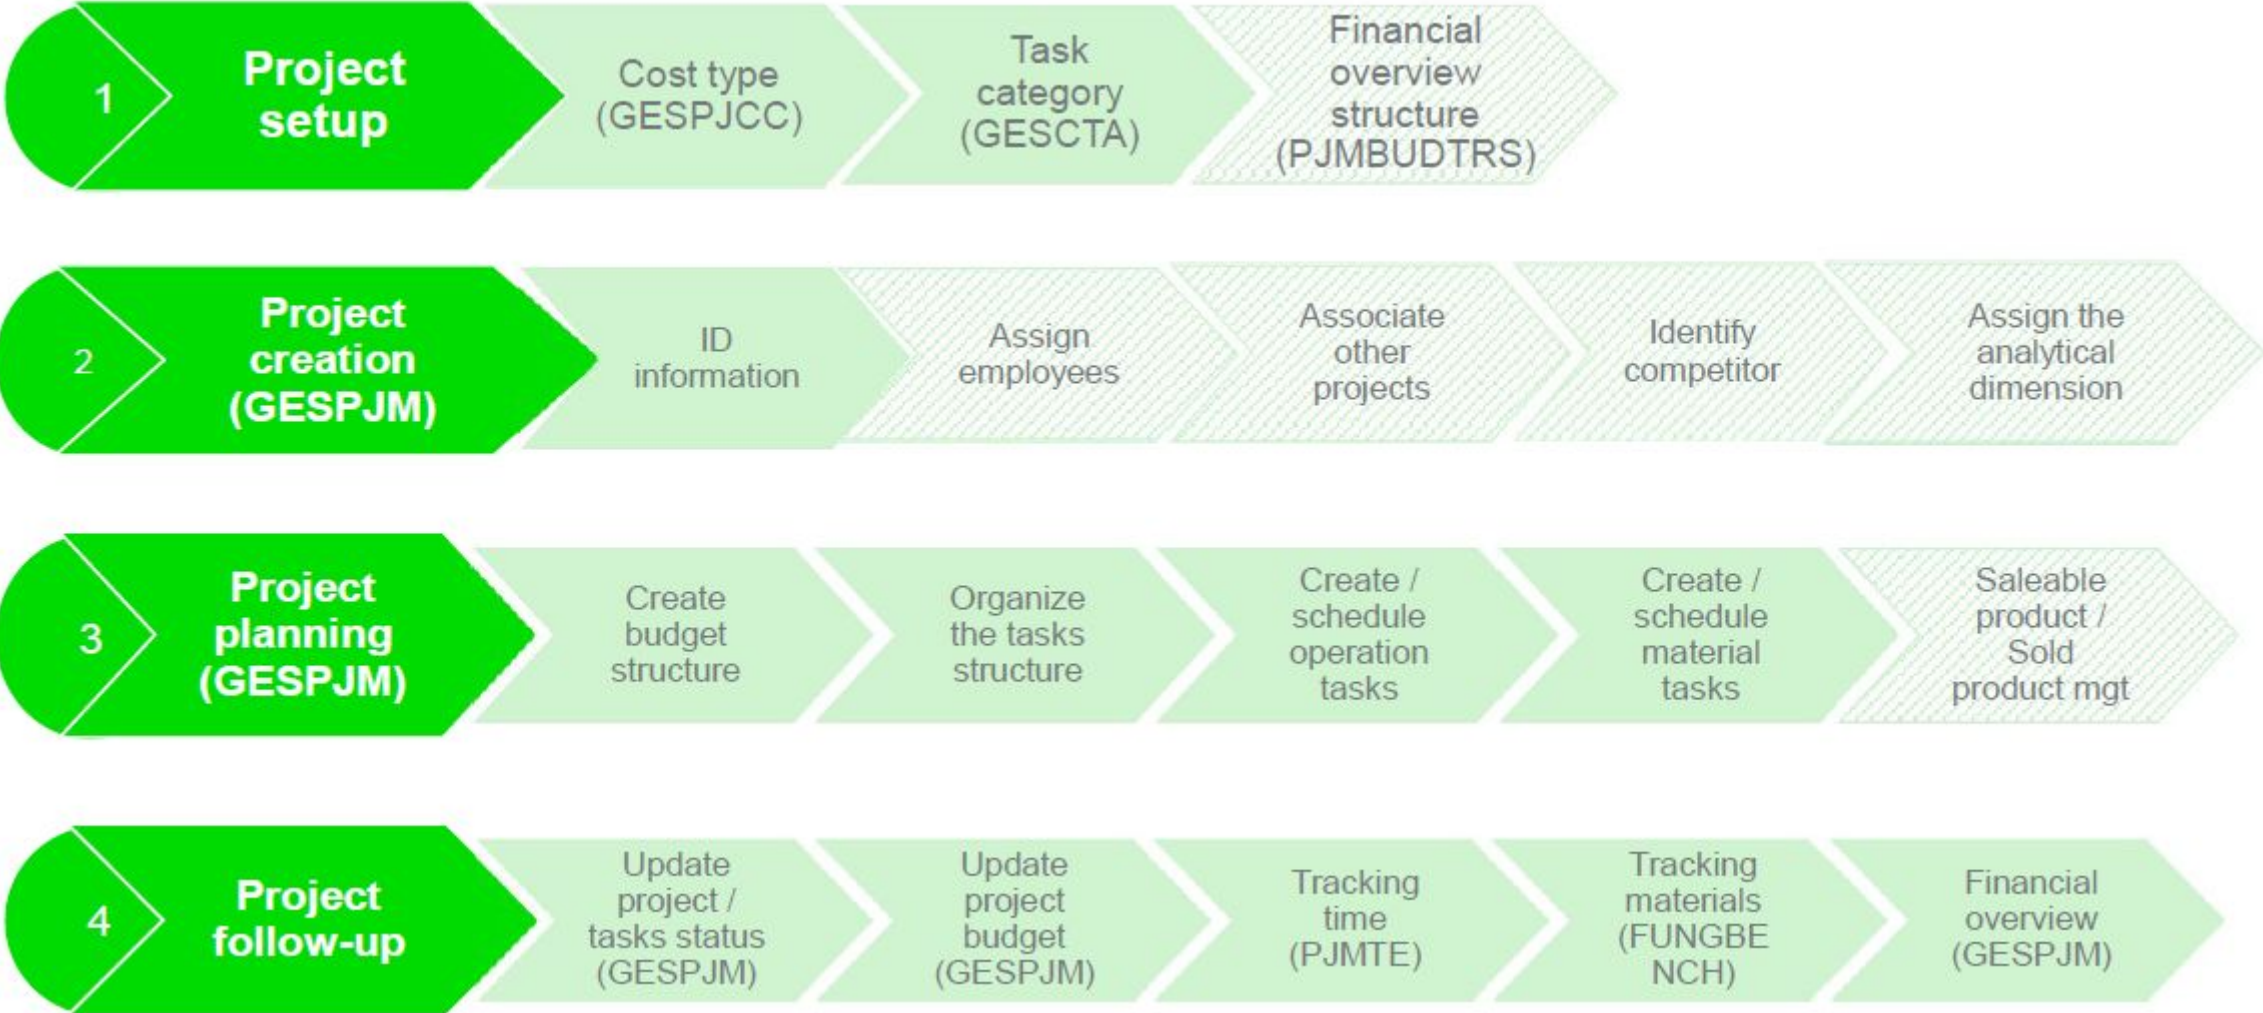 1
Project
setup
Cost type
(GESPJCC)
Task
category
(GESCTA)
Financial
overview
structure
(PJMBUDTRS)
2
Project
creation
(GESPJM)
ID
information
Assign
employees
Associate
other
projects
Identify
competitor
Assign the
analytical
dimension
3
Project
planning
(GESPJM)
Create
budget
structure
Organize
the tasks
structure
Create /
schedule
operation
tasks
Create /
schedule
material
tasks
Saleable
product /
Sold
product mgt
4
Project
follow-up
Update
project /
tasks status
(GESPJM)
Update
project
budget
(GESPJM)
Tracking
time
(PJMTE)
Tracking
materials
(FUNGBE
NCH)
Financial
overview
(GESPJM)